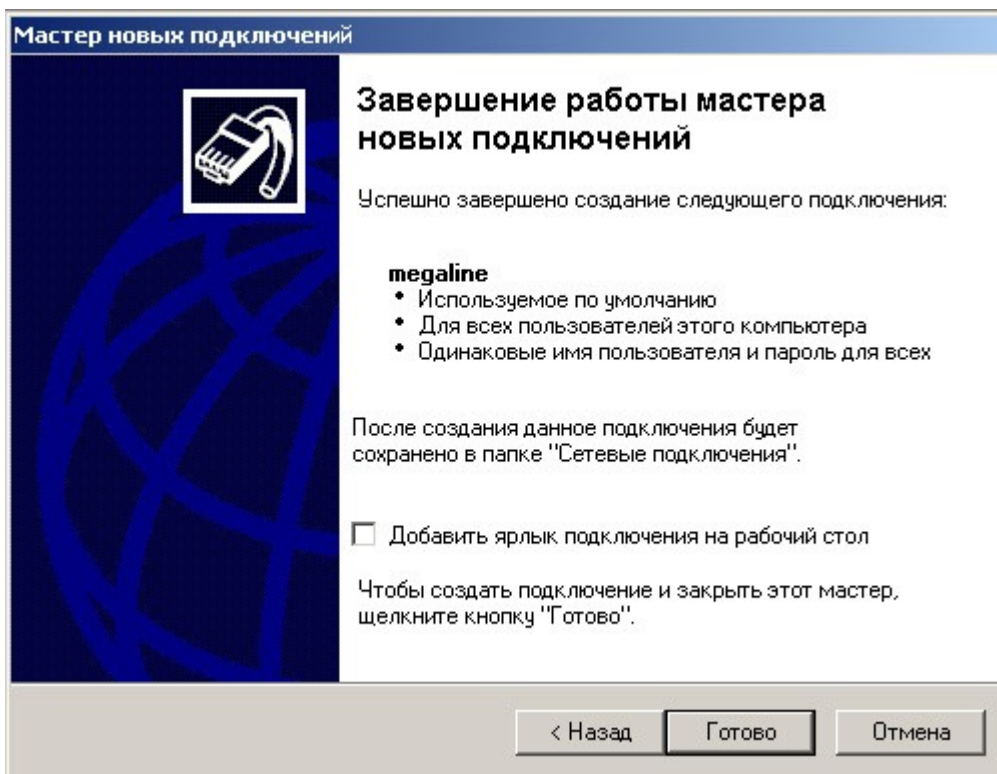 Мастер новых подключений
Завершение работы мастера
новых подключений
Успешно завершено создание следующего подключения:
megaline
• Используемое по умолчанию
• Для всех пользователей этого компьютера
• Одинаковые имя пользователя и пароль для всех
После создания данное подключения будет
сохранено в папке "Сетевые подключения".
Добавить ярлык подключения на рабочий стол
Чтобы создать подключение и закрыть этот мастер,
щелкните кнопку "Готово".
< Назад Готово Отмена